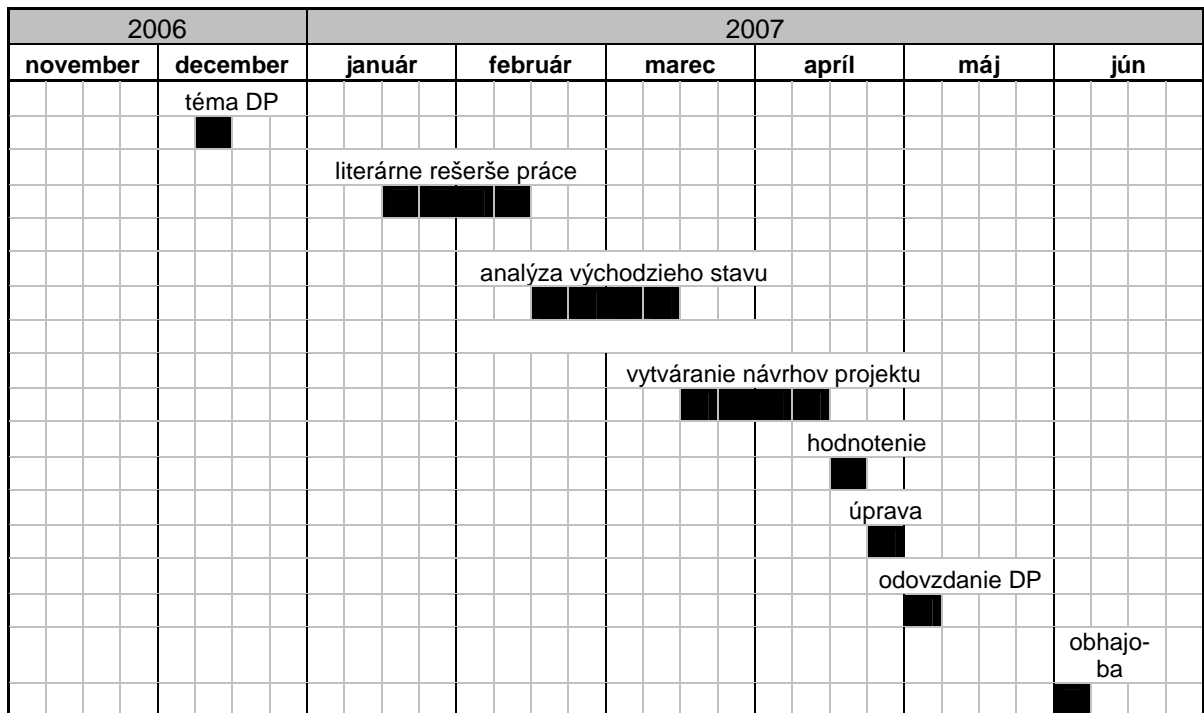 2006 2007
november december január február marec apríl máj jún
téma DP
literárne rešerše práce
analýza východzieho stavu
vytváranie návrhov projektu
hodnotenie
úprava
odovzdanie DP
obhajo-
ba